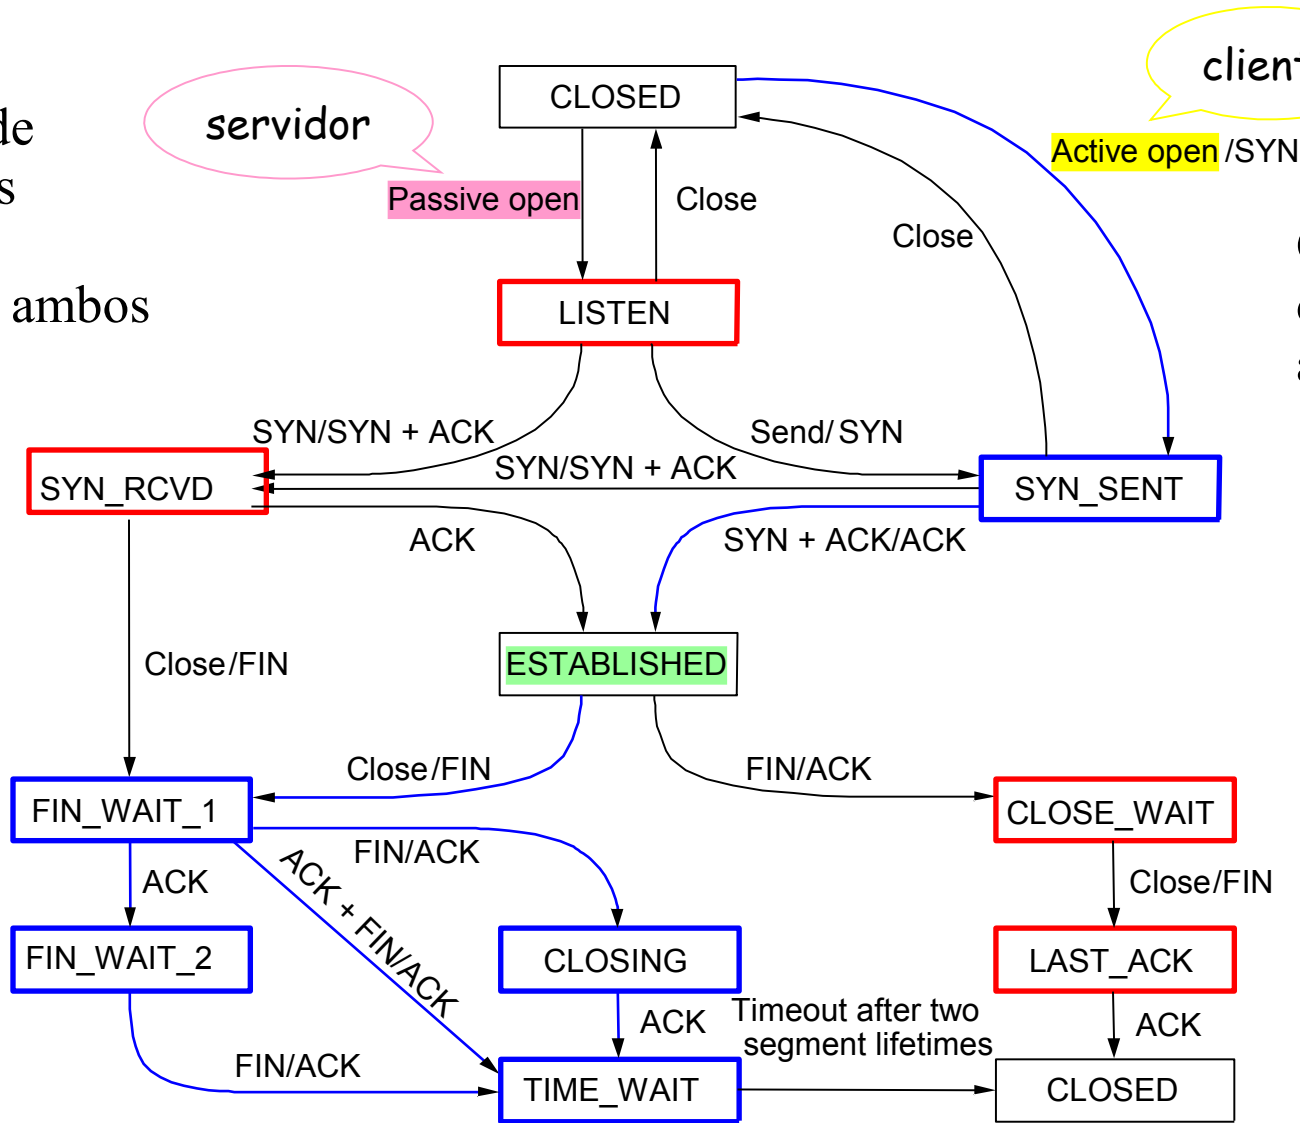 CLOSED
client
de
servidor
Active open /SYN
s
Passive open
Close
Close
ambos
LISTEN
SYN/SYN + ACK
Send/ SYN
SYN/SYN + ACK
SYN_RCVD
SYN_SENT
ACK
SYN + ACK/ACK
ESTABLISHED
Close/FIN
Close/FIN
FIN/ACK
FIN_WAIT_1
CLOSE_WAIT
FIN/ACK
ACK
ACK + FIN/ACK
Close/FIN
FIN_WAIT_2
CLOSING
LAST_ACK
ACK
Timeout after two
segment lifetimes
ACK
FIN/ACK
TIME_WAIT
CLOSED